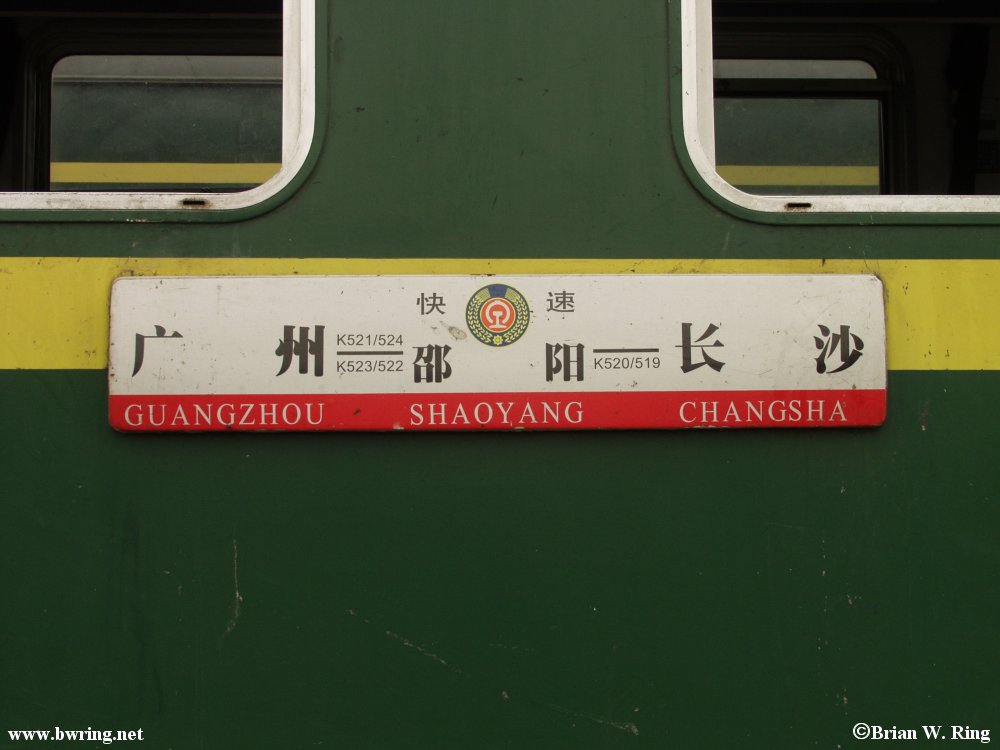 快 速
广 州 K521/524 K523/522 邵 阳 K520/519 长 沙
GUANGZHOU SHAOYANG CHANGSHA
www.bwring.net ©Brian W. Ring